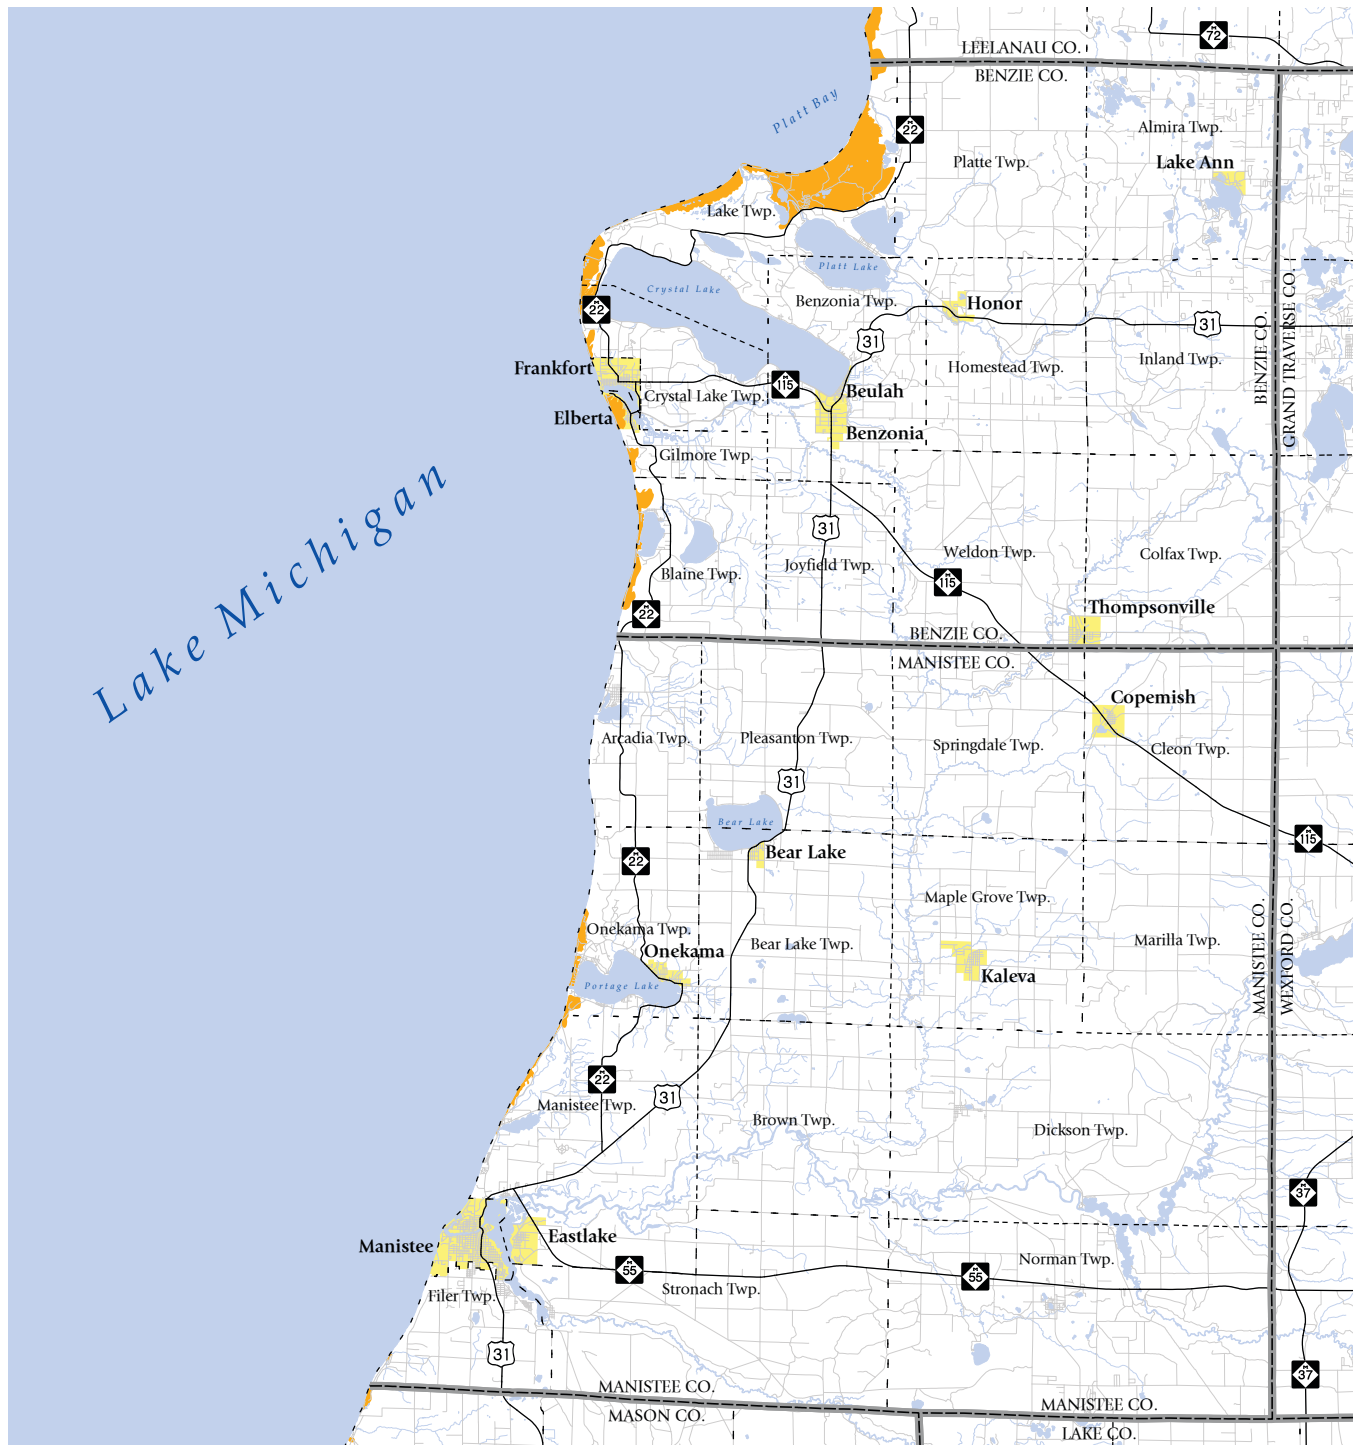 M 72
LEELANAU CO.
BENZIE CO.
Platt Bay
M 22
Almira Twp.
Platte Twp.
Lake Ann
Lake Twp.
Platt Lake
Crystal Lake
Benzonia Twp.
Honor
M 22
31
31
BENZIE CO.
GRAND TRAVERSE CO.
Inland Twp.
Homestead Twp.
Frankfort
M 115
Crystal Lake Twp.
Beulah
Elberta
Benzonia
Gilmore Twp.
Lake Michigan
31
Weldon Twp.
Colfax Twp.
Joyfield Twp.
Blaine Twp.
M 115
M 22
Thompsonville
BENZIE CO.
MANISTEE CO.
Copemish
Arcadia Twp.
Pleasanton Twp.
Springdale Twp.
Cleon Twp.
31
Bear Lake
M 115
Bear Lake
M 22
Maple Grove Twp.
MANISTEE CO.
WEXFORD CO.
Onekama Twp.
Bear Lake Twp.
Marilla Twp.
Onekama
Kaleva
Portage Lake
M 22
31
Manistee Twp.
Brown Twp.
Dickson Twp.
M 37
Eastlake
Manistee
Norman Twp.
M 55
M 55
Stronach Twp.
Filer Twp.
31
M 37
MANISTEE CO.
MASON CO.
MANISTEE CO.
LAKE CO.